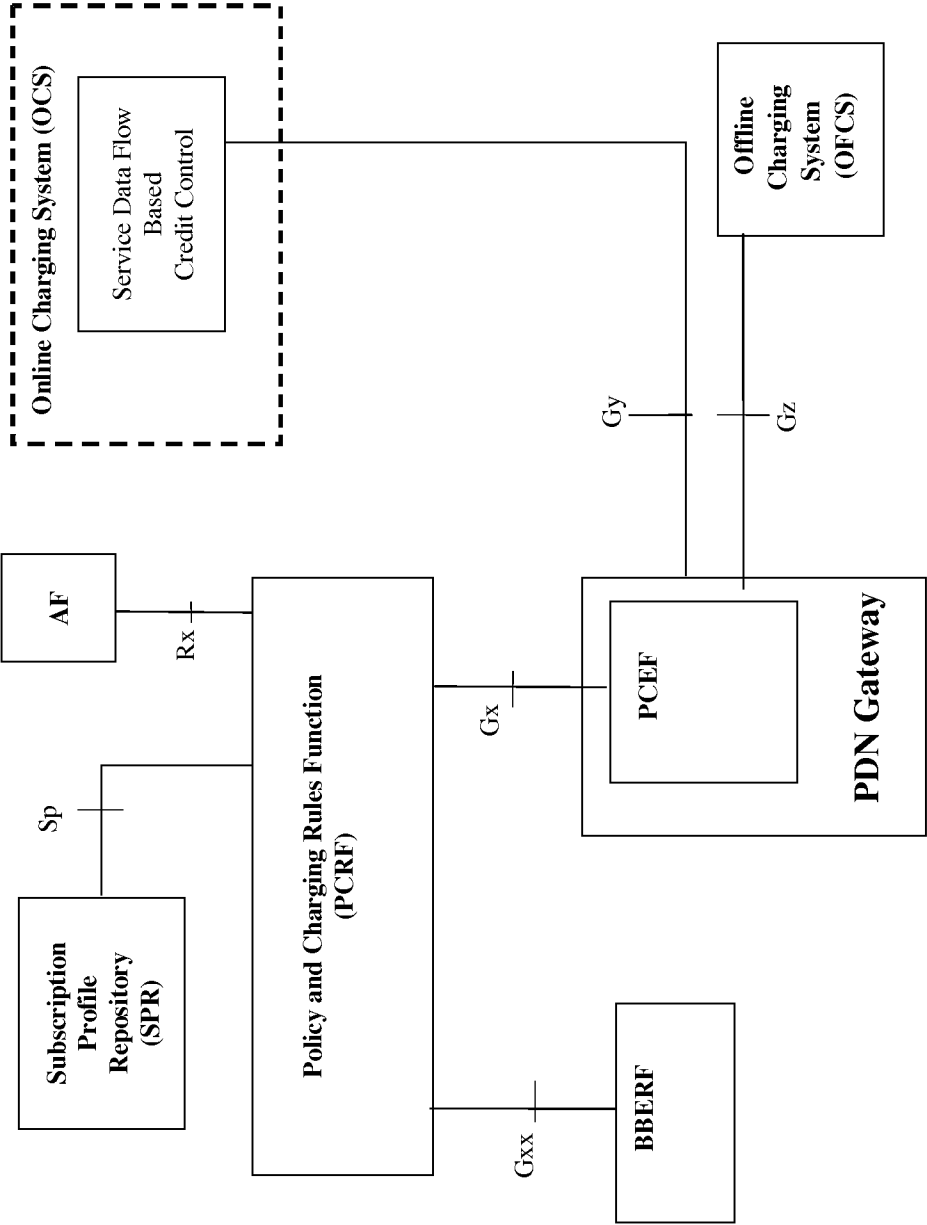 Subscription
Profile
Repository
(SPR)
Sp
AF
Rx
Online Charging System (OCS)
Service Data Flow
Based
Credit Control
Policy and Charging Rules Function
(PCRF)
Gxx
Gx
Gy
BBERF
PCEF
PDN Gateway
Gz
Offline
Charging
System
(OFCS)